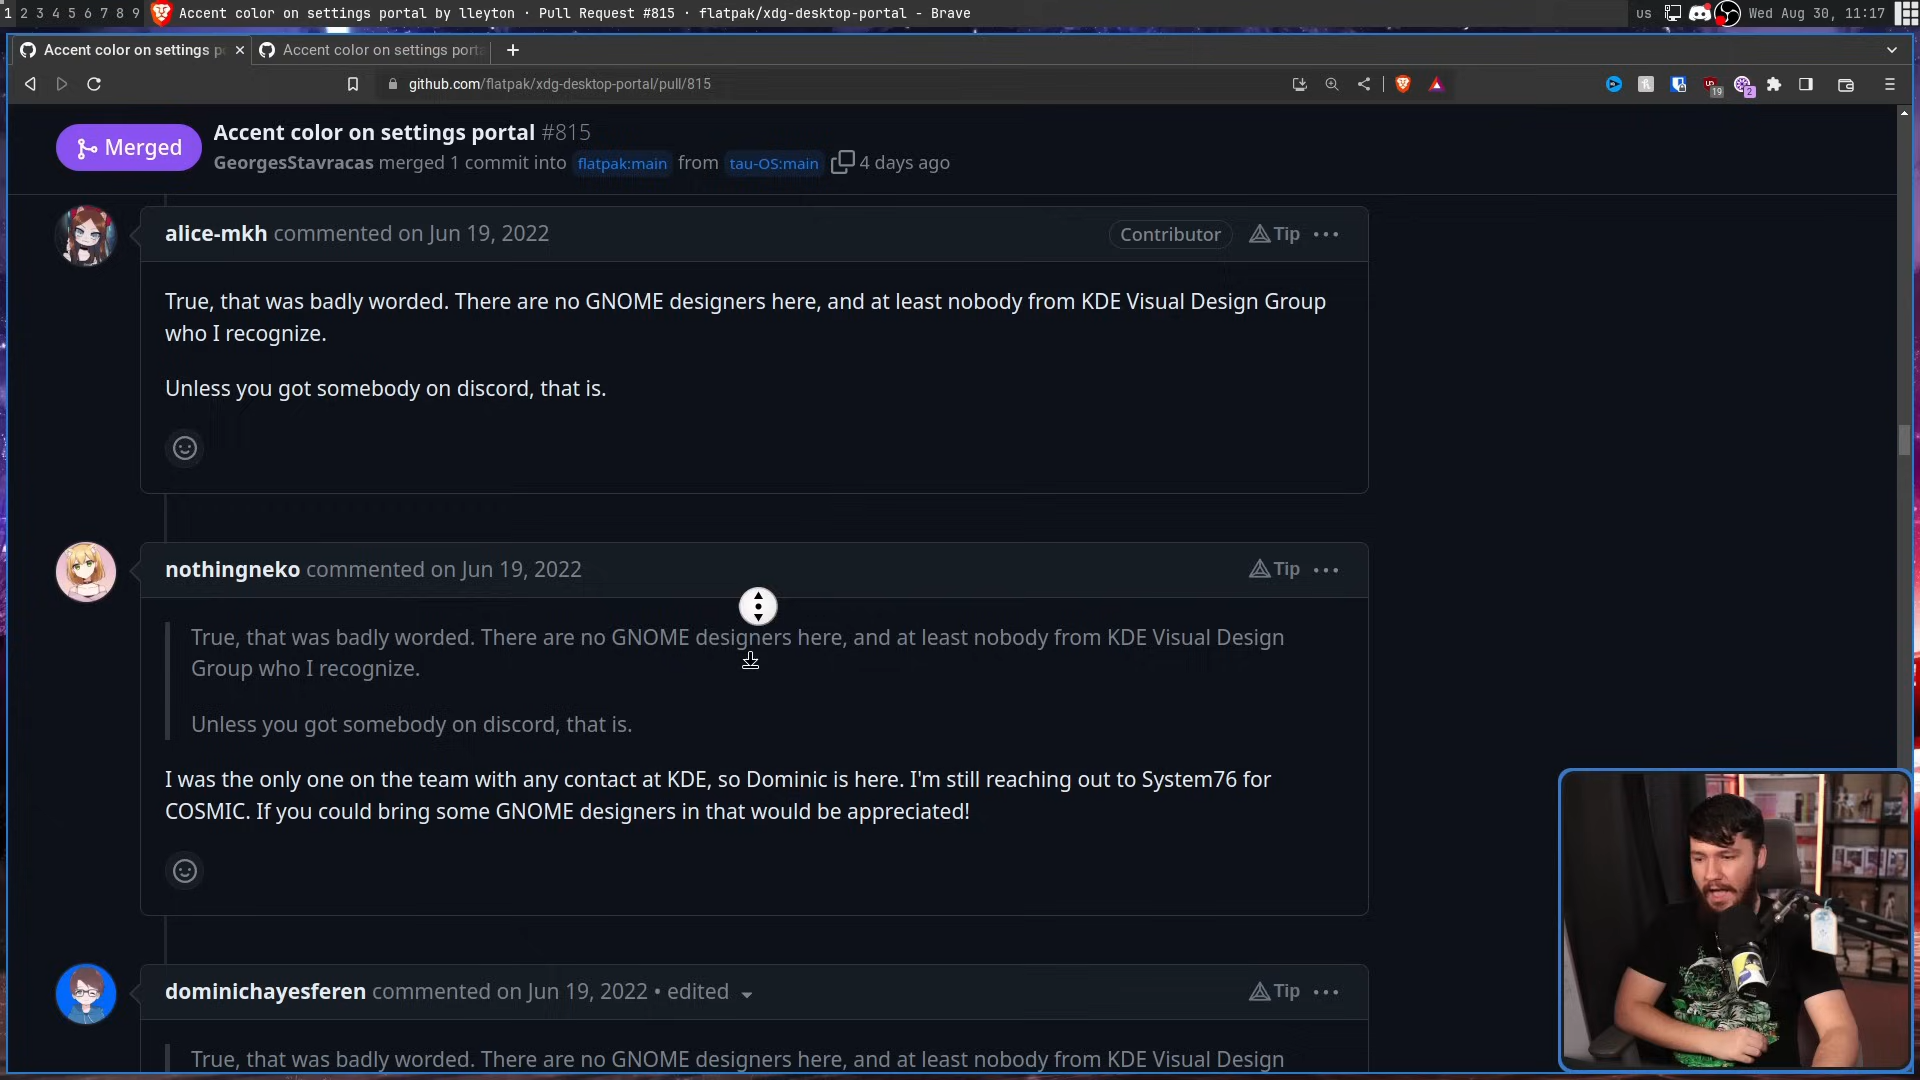 1 2 3 4 5 6 7 8 9 Accent color on settings portal by lleyton · Pull Request #815 · flatpak/xdg-desktop-portal - Brave us Wed Aug 30, 11:17
Accent color on settings p
Accent color on settings port
github.com/flatpak/xdg-desktop-portal/pull/815
19
2
Merged
Accent color on settings portal #815
GeorgesStavracas merged 1 commit into flatpak:main from tau-OS:main 4 days ago
alice-mkh commented on Jun 19, 2022
Contributor
Tip
True, that was badly worded. There are no GNOME designers here, and at least nobody from KDE Visual Design Group
who I recognize.
Unless you got somebody on discord, that is.
nothingneko commented on Jun 19, 2022
Tip
True, that was badly worded. There are no GNOME designers here, and at least nobody from KDE Visual Design
Group who I recognize.
Unless you got somebody on discord, that is.
I was the only one on the team with any contact at KDE, so Dominic is here. I'm still reaching out to System76 for
COSMIC. If you could bring some GNOME designers in that would be appreciated!
dominichayesferen commented on Jun 19, 2022 • edited
Tip
True, that was badly worded. There are no GNOME designers here, and at least nobody from KDE Visual Design